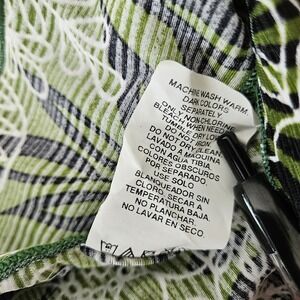 MACHINE WASH WARM.
DARK COLORS
SEPARATELY
ONLY NON-CHLORINE
WHEN NEEDED
TUMBLE DRY LOW
DO NOT IRON
DO NOT DRY CLEAN
LAVADO A MAQUINA
CON AGUA TIBIA
COLORES OBSCUROS
POR SEPARADO.
USE SOLO
BLANQUEADOR SIN
CLORO. SECAR A
TEMPERATURA BAJA.
NO PLANCHAR.
NO LAVAR EN SECO.